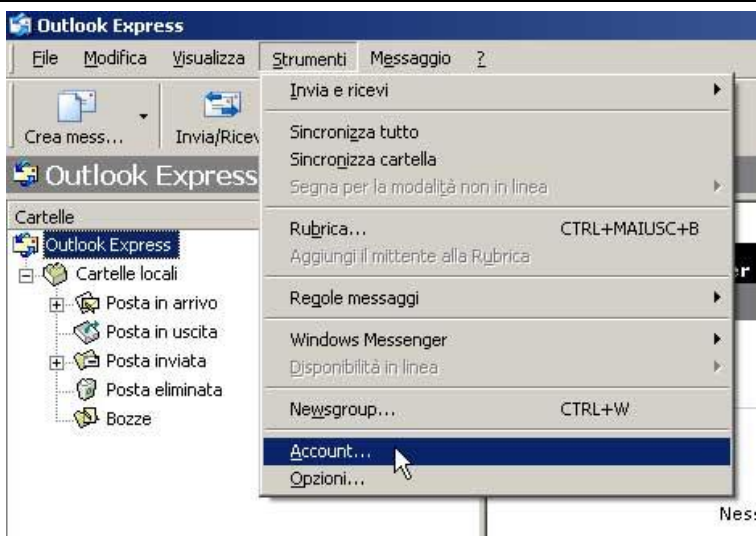 Outlook Express
File Modifica Visualizza Strumenti Messaggio ?
Crea mess... Invia/Ricev
Outlook Express
Cartelle
Outlook Express
Cartelle locali
Posta in arrivo
Posta in uscita
Posta inviata
Posta eliminata
Bozze
Invia e ricevi
Sincronizza tutto
Sincronizza cartella
Segna per la modalità non in linea
Rubrica... CTRL+MAIUSC+B
Aggiungi il mittente alla Rubrica
Regole messaggi
Windows Messenger
Disponibilità in linea
Newsgroup... CTRL+W
Account...
Opzioni...
er
Ness